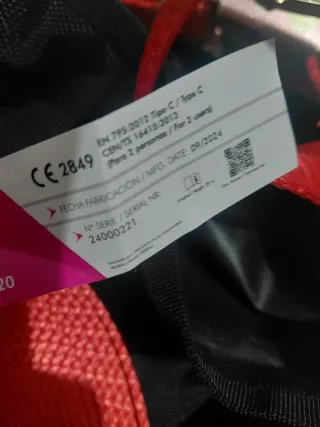 EN 795:2012 Tipo C / Type C
CEN/TS 16415:2013
(Para 2 personas / For 2 users)
CE 2849
FECHA FABRICACIÓN / MFG. DATE: 09/2024
Nº SERIE / SERIAL NR:
24000221
20